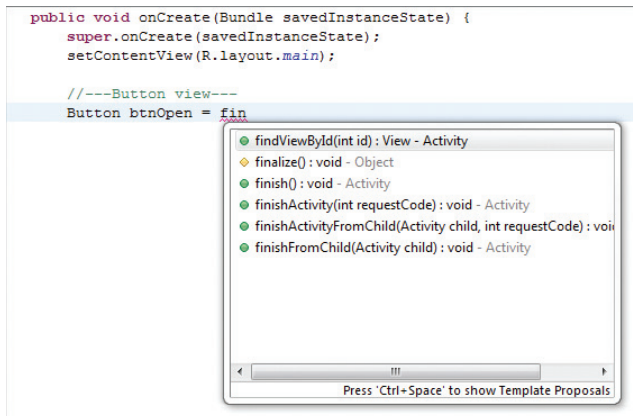 public void onCreate(Bundle savedInstanceState) {
super.onCreate(savedInstanceState);
setContentView(R.layout.main);
//---Button view---
Button btnOpen = fin
findViewById(int id) : View - Activity
finalize() : void - Object
finish() : void - Activity
finishActivity(int requestCode) : void - Activity
finishActivityFromChild(Activity child, int requestCode) : voi
finishFromChild(Activity child) : void - Activity
Press 'Ctrl+Space' to show Template Proposals